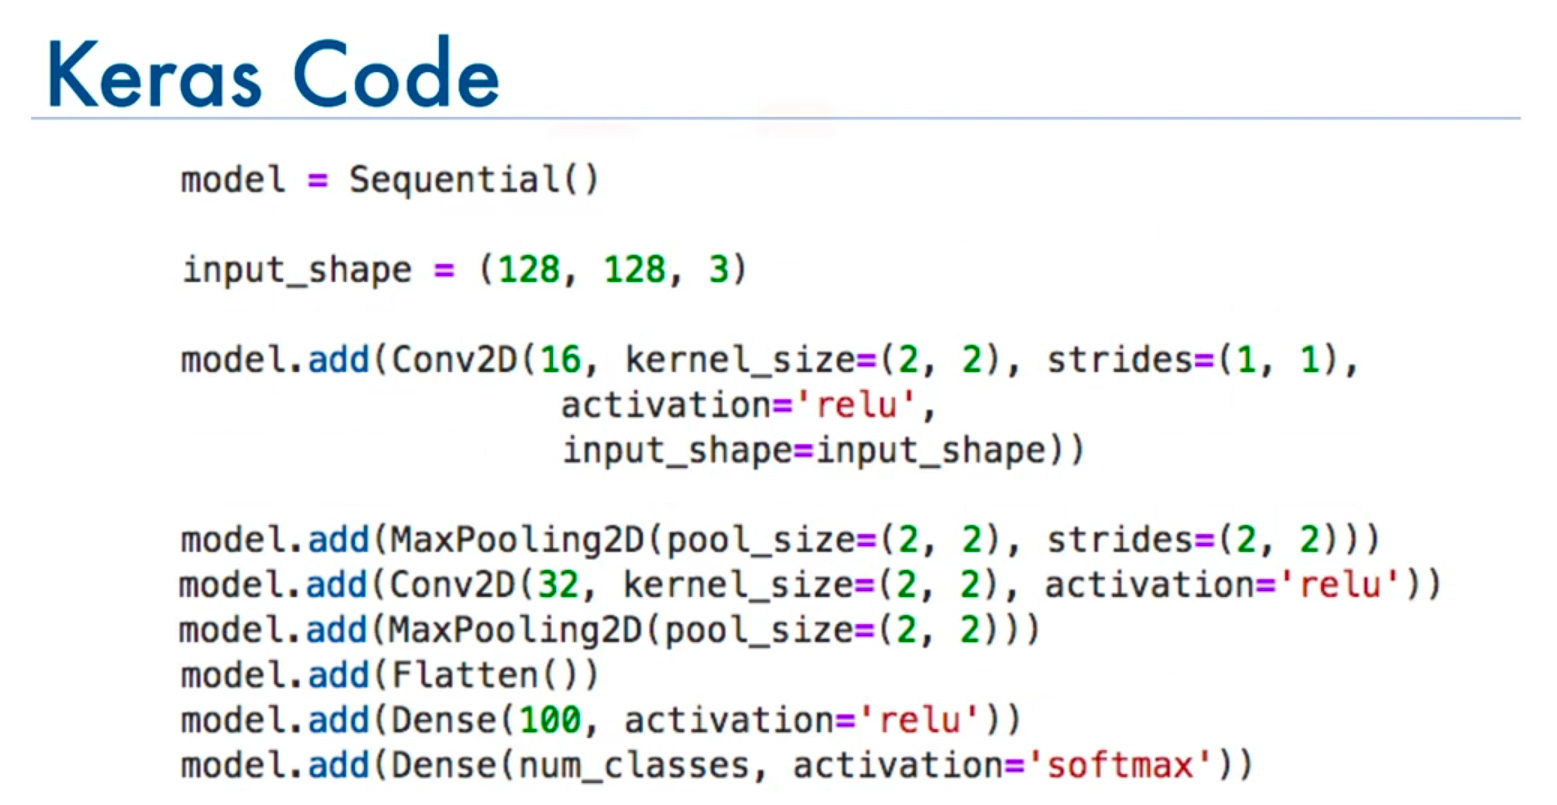 Keras Code
model = Sequential()
input_shape = (128, 128, 3)
model.add(Conv2D(16, kernel_size=(2, 2), strides=(1, 1),
activation='relu',
input_shape=input_shape))
model.add(MaxPooling2D(pool_size=(2, 2), strides=(2, 2)))
model.add(Conv2D(32, kernel_size=(2, 2), activation='relu'))
model.add(MaxPooling2D(pool_size=(2, 2)))
model.add(Flatten())
model.add(Dense(100, activation='relu'))
model.add(Dense(num_classes, activation='softmax'))